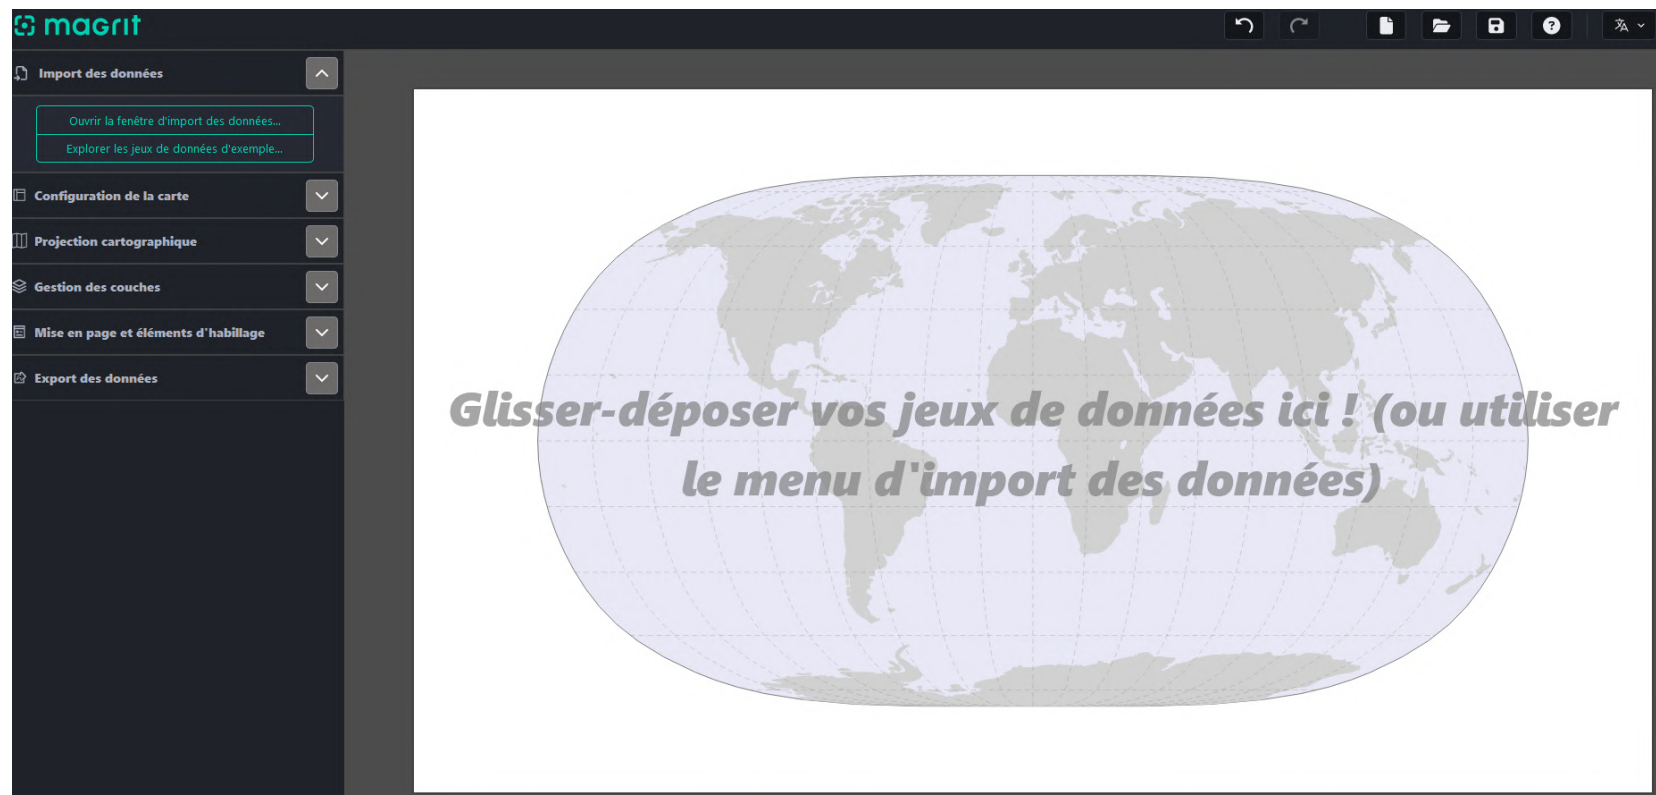 magrit
Import des données
Ouvrir la fenêtre d'import des données...
Explorer les jeux de données d'exemple...
Configuration de la carte
Projection cartographique
Gestion des couches
Mise en page et éléments d'habillage
Export des données
Glisser-déposer vos jeux de données ici ! (ou utiliser
le menu d'import des données)